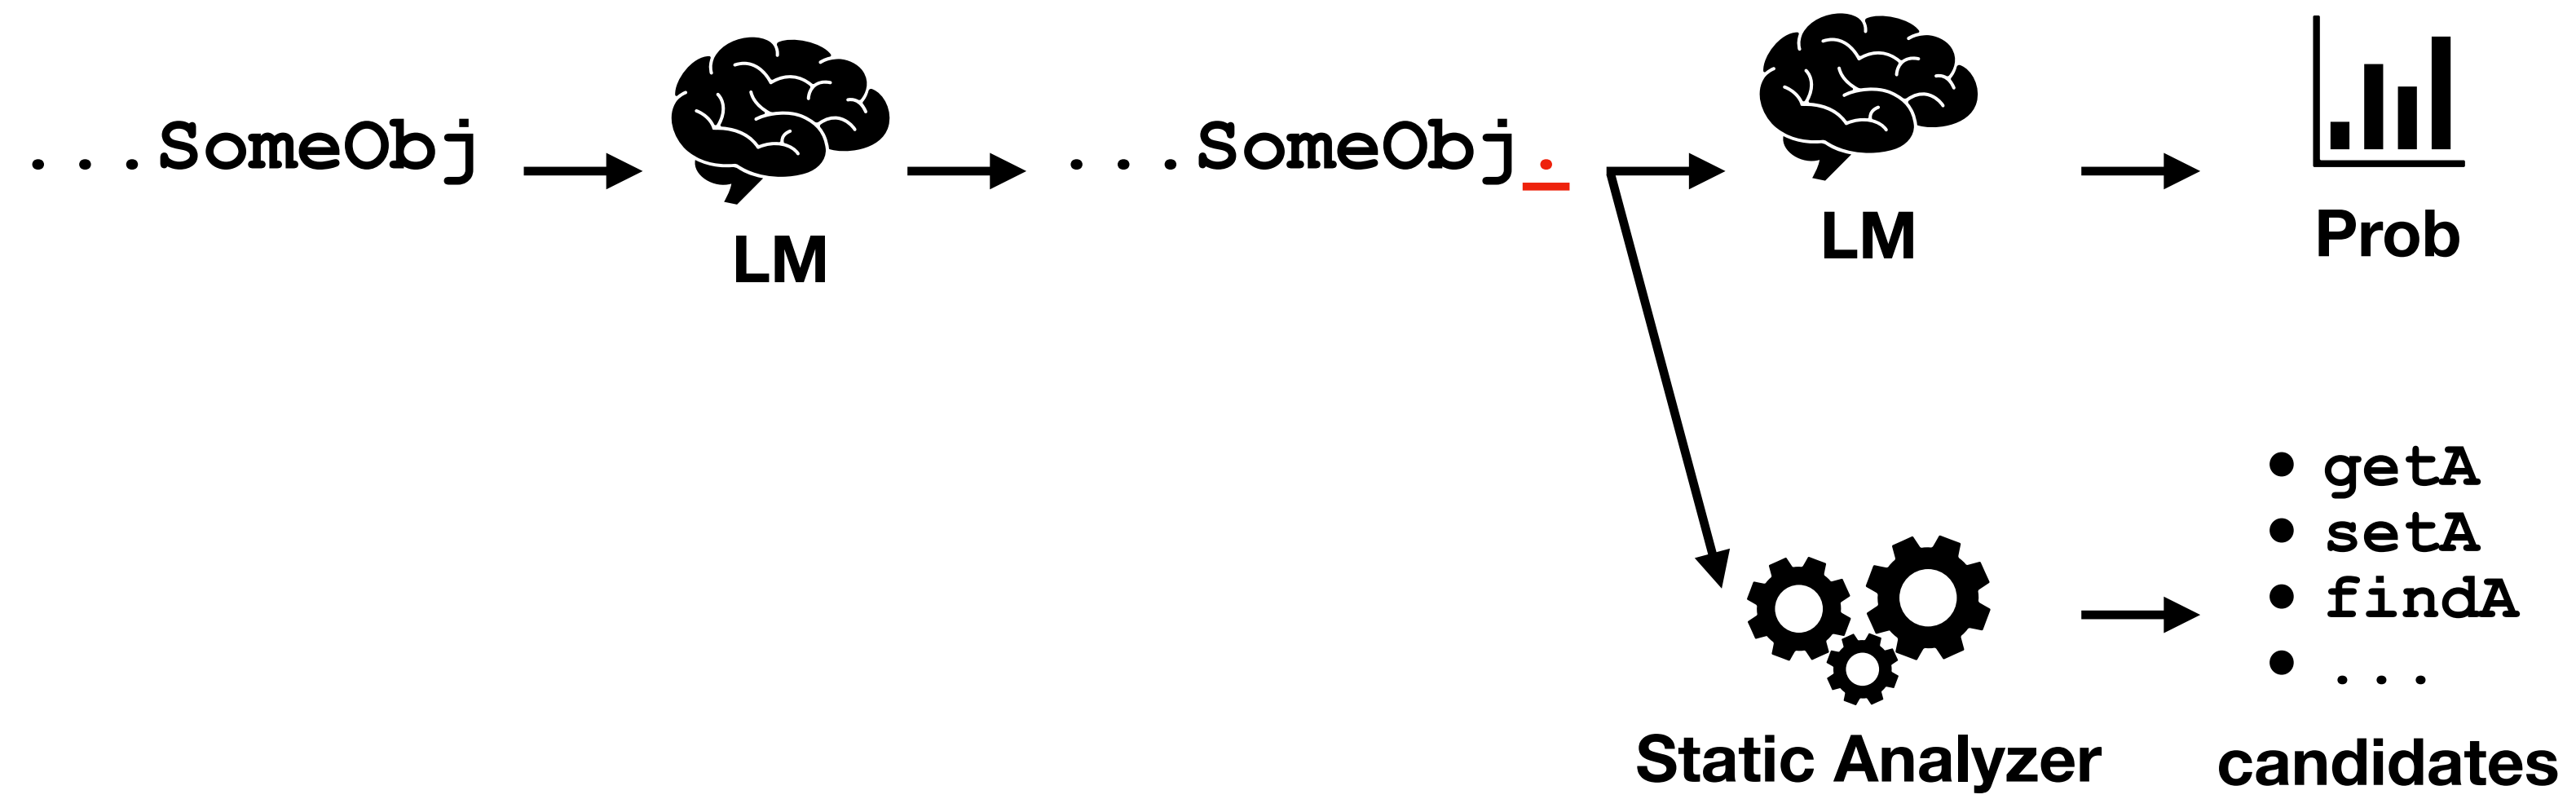 ...SomeObj
LM
...SomeObj.
LM
Prob
• getA
• setA
• findA
• ...
Static Analyzer
candidates